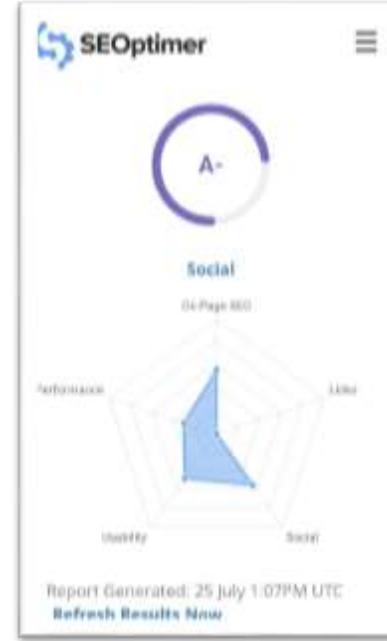 SEOptimer
A-
Social
On-Page SEO
Performance
Links
Usability
Social
Report Generated: 25 July 1:07PM UTC
Refresh Results Now